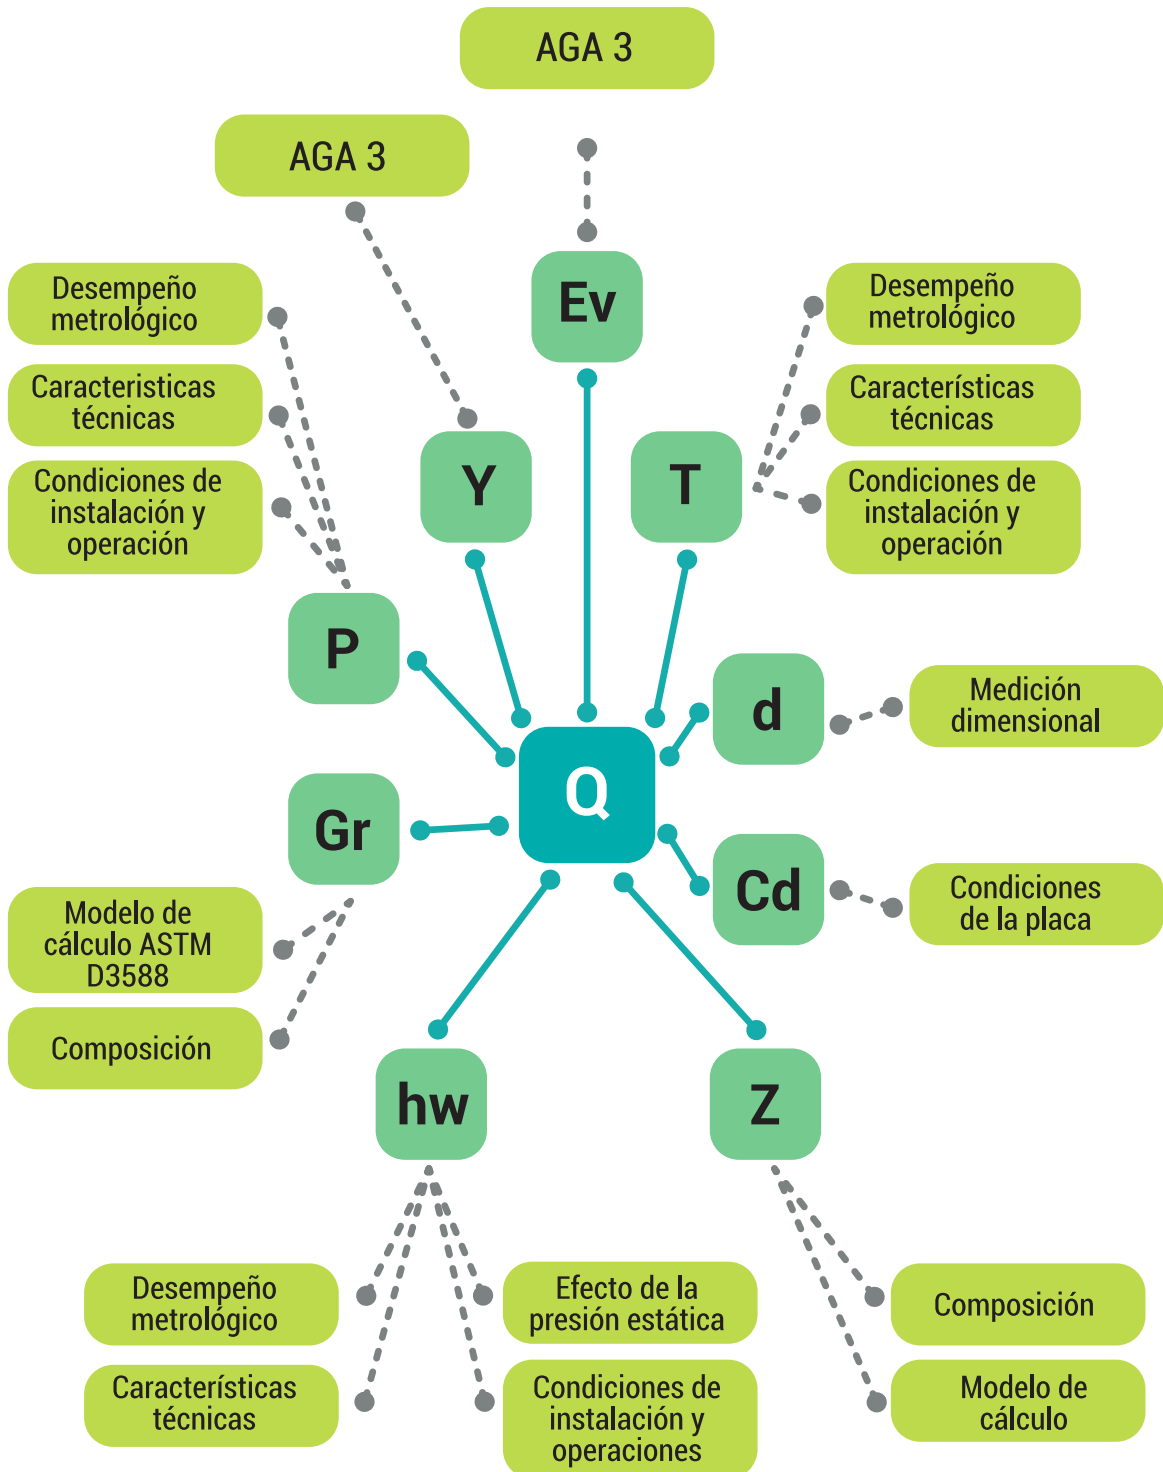 AGA 3
AGA 3
Ev
Desempeño
metrológico
Caracteristicas
técnicas
Condiciones de
instalación y
operación
Y
T
Desempeño
metrológico
Características
técnicas
Condiciones de
instalación y
operación
P
d
Medición
dimensional
Q
Gr
Cd
Condiciones
de la placa
Modelo de
cálculo ASTM
D3588
Composición
hw
Z
Desempeño
metrológico
Características
técnicas
Efecto de la
presión estática
Condiciones de
instalación y
operaciones
Composición
Modelo de
cálculo